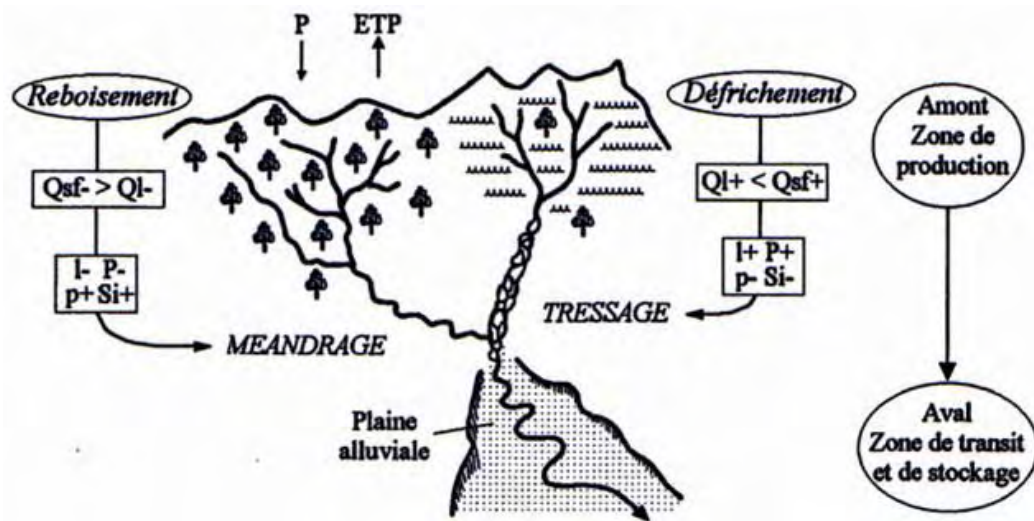 P ETP
Reboisement
Qsf- > Ql-
l- P-
p+ Si+
MEANDRAGE
Défrichement
Ql+ < Qsf+
l+ P+
p- Si-
TRESSAGE
Plaine
alluviale
Amont
Zone de
production
Aval
Zone de transit
et de stockage